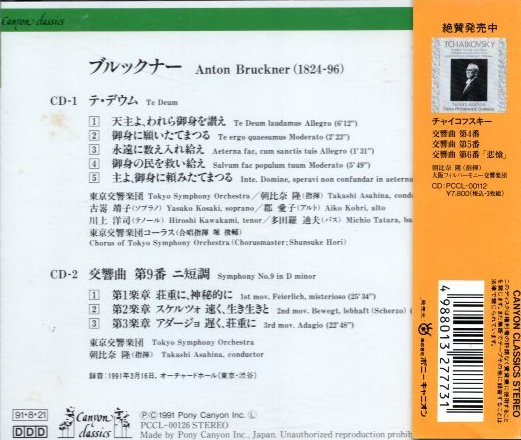 Canyon classics
ブルックナー Anton Bruckner (1824-96)
CD-1 テ・デウム Te Deum
1 天主よ、われら御身を讃え Te Deum laudamus Allegro (6'12")
2 御身に願いたてまつる Te ergo quaesumus Moderato (2'23")
3 永遠に数え入れ給え Aeterna fac, cum sanctis tuis Allegro (1'31")
4 御身の民を救い給え Salvum fac populum tuum Moderato (5'49")
5 主よ、御身に頼みたてまつる Inte, Domine, speravi non confundar in aeternum
東京交響楽団 Tokyo Symphony Orchestra／朝比奈 隆(指揮) Takashi Asahina, cond
古嵜 靖子(ソプラノ) Yasuko Kosaki, soprano／郡 愛子(アルト) Aiko Kohri, alto
川上 洋司(テノール) Hiroshi Kawakami, tenor／多田羅 迪夫(バス) Michio Tatara, ba
東京交響楽団コーラス(合唱指揮 堀 俊輔)
Chorus of Tokyo Symphony Orchestra (Chorusmaster; Shunsuke Hori)
CD-2 交響曲 第9番 ニ短調 Symphony No.9 in D minor
1 第1楽章 荘重に、神秘的に 1st mov. Feierlich, misterioso (25'34")
2 第2楽章 スケルツォ 速く、生き生きと 2nd mov. Bewegt, lebhaft (Scherzo)
3 第3楽章 アダージョ 遅く、荘重に 3rd mov. Adagio (22'48")
東京交響楽団 Tokyo Symphony Orchestra
朝比奈 隆(指揮) Takashi Asahina, conductor
録音：1991年3月16日、オーチャードホール(東京・渋谷)
91・8・21
DDD
Canyon classics
Ⓟ©1991 Pony Canyon Inc. Ⓛ
PCCL-00126 STEREO
Made by Pony Canyon Inc., Japan. Unauthorized reproduction prohib
絶賛発売中
TCHAIKOVSKY
チャイコフスキー
交響曲 第4番
交響曲 第5番
交響曲 第6番「悲愴」
朝比奈 隆(指揮)
大阪フィルハーモニー交響楽団
CD：PCCL-00112
¥7,800(税込・3枚組)
CANYON CLASSICS STEREO
発売元：
株式会社ポニーキャニオン
4988013277731